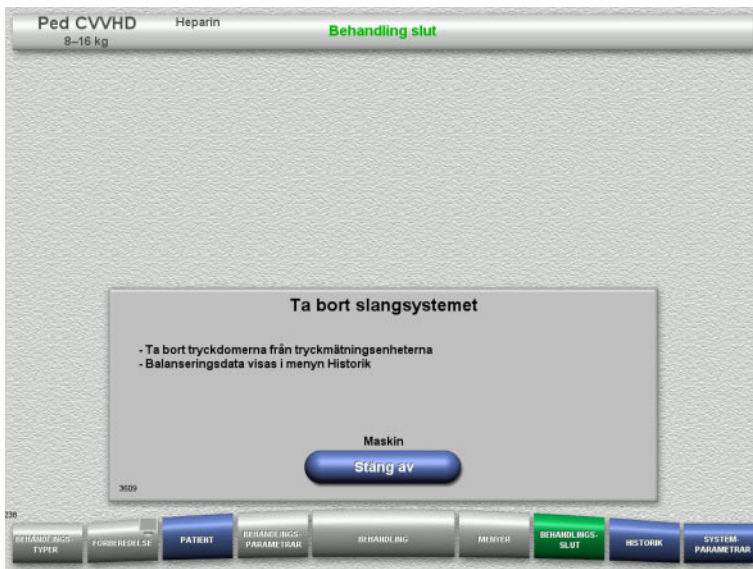 Ped CVVHD Heparin
8–16 kg
Behandling slut
Ta bort slangsystemet
- Ta bort tryckdomerna från tryckmätningsenheterna
- Balanseringsdata visas i menyn Historik
Maskin
Stäng av
3609
236
BEHANDLINGS-
TYPER
FÖRBEREDELSE
PATIENT
BEHANDLINGS-
PARAMETRAR
BEHANDLING
MENYER
BEHANDLINGS-
SLUT
HISTORIK
SYSTEM-
PARAMETRAR